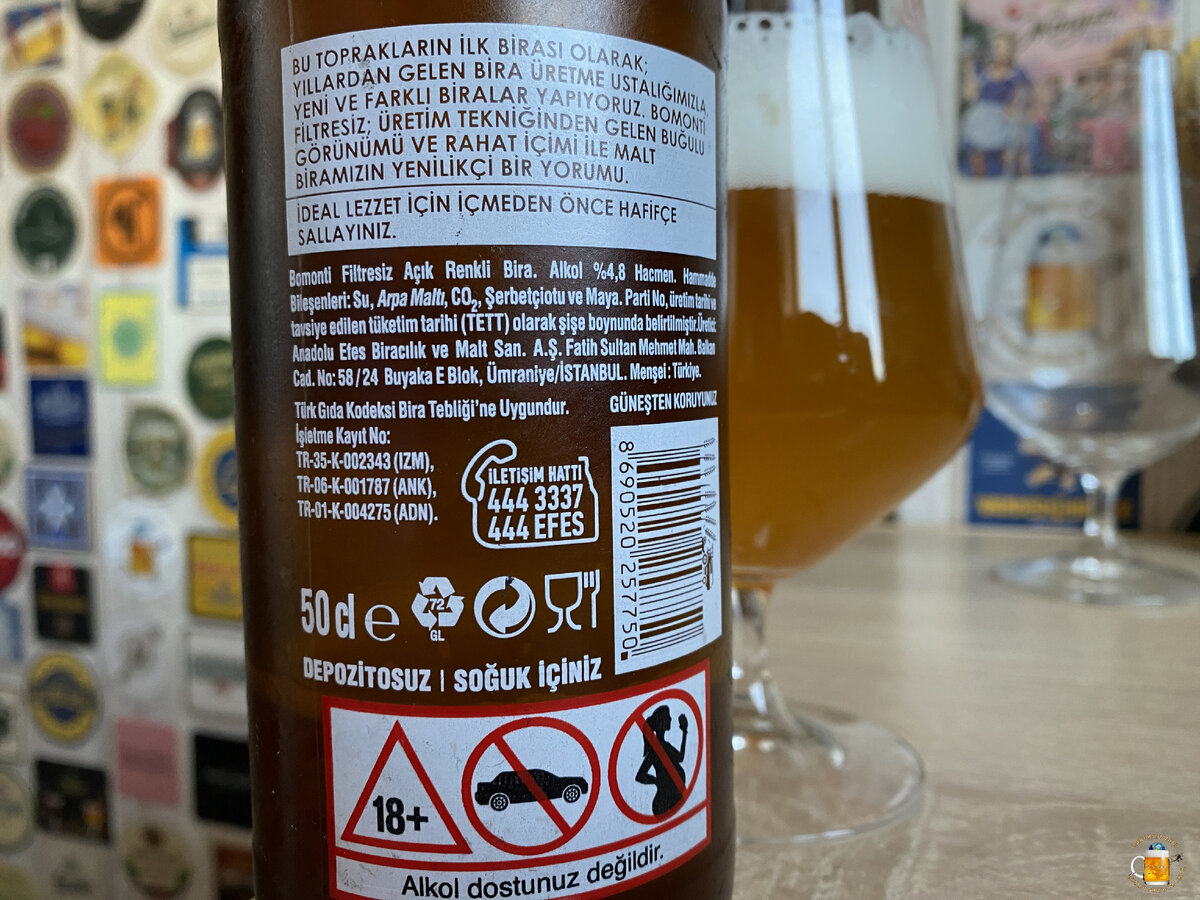 BU TOPRAKLARIN İLK BİRASI OLARAK;
YILLARDAN GELEN BİRA ÜRETME USTALIĞIMIZLA
YENİ VE FARKLI BİRALAR YAPIYORUZ. BOMONTİ
FİLTRESİZ; ÜRETİM TEKNİĞİNDEN GELEN BUĞULU
GÖRÜNÜMÜ VE RAHAT İÇİMİ İLE MALT
BİRAMIZIN YENİLİKÇİ BİR YORUMU.
İDEAL LEZZET İÇİN İÇMEDEN ÖNCE HAFİFÇE
SALLAYINIZ.
Bomonti Filtresiz Açık Renkli Bira. Alkol %4,8 Hacmen. Hammadde
Bileşenleri: Su, Arpa Maltı, CO2, Şerbetçiotu ve Maya. Parti No, üretim tarihi ve
tavsiye edilen tüketim tarihi (TETT) olarak şişe boynunda belirtilmiştir. Üretici:
Anadolu Efes Biracılık ve Malt San. A.Ş. Fatih Sultan Mehmet Mah. Balkan
Cad. No: 58/24 Buyaka E Blok, Ümraniye/İSTANBUL. Menşei : Türkiye.
Türk Gıda Kodeksi Bira Tebliği'ne Uygundur. GÜNEŞTEN KORUYUNUZ
İşletme Kayıt No:
TR-35-K-002343 (IZM),
TR-06-K-001787 (ANK),
TR-01-K-004275 (ADN).
İLETİŞİM HATTI
444 3337
444 EFES
8 690520 257750
50 cl e
72
GL
DEPOZİTOSUZ | SOĞUK İÇİNİZ
18+
Alkol dostunuz değildir.